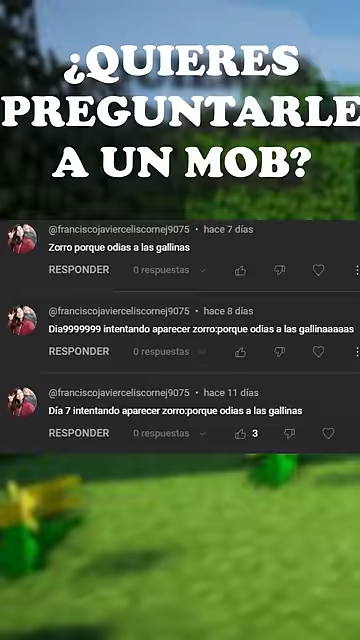 ¿QUIERES
PREGUNTARLE
A UN MOB?
@franciscojavierceliscornej9075 • hace 7 días
Zorro porque odias a las gallinas
RESPONDER 0 respuestas
@franciscojavierceliscornej9075 • hace 8 días
Dia9999999 intentando aparecer zorro:porque odias a las gallinaaaaas
RESPONDER 0 respuestas
@franciscojavierceliscornej9075 • hace 11 días
Día 7 intentando aparecer zorro:porque odias a las gallinas
RESPONDER 0 respuestas 3